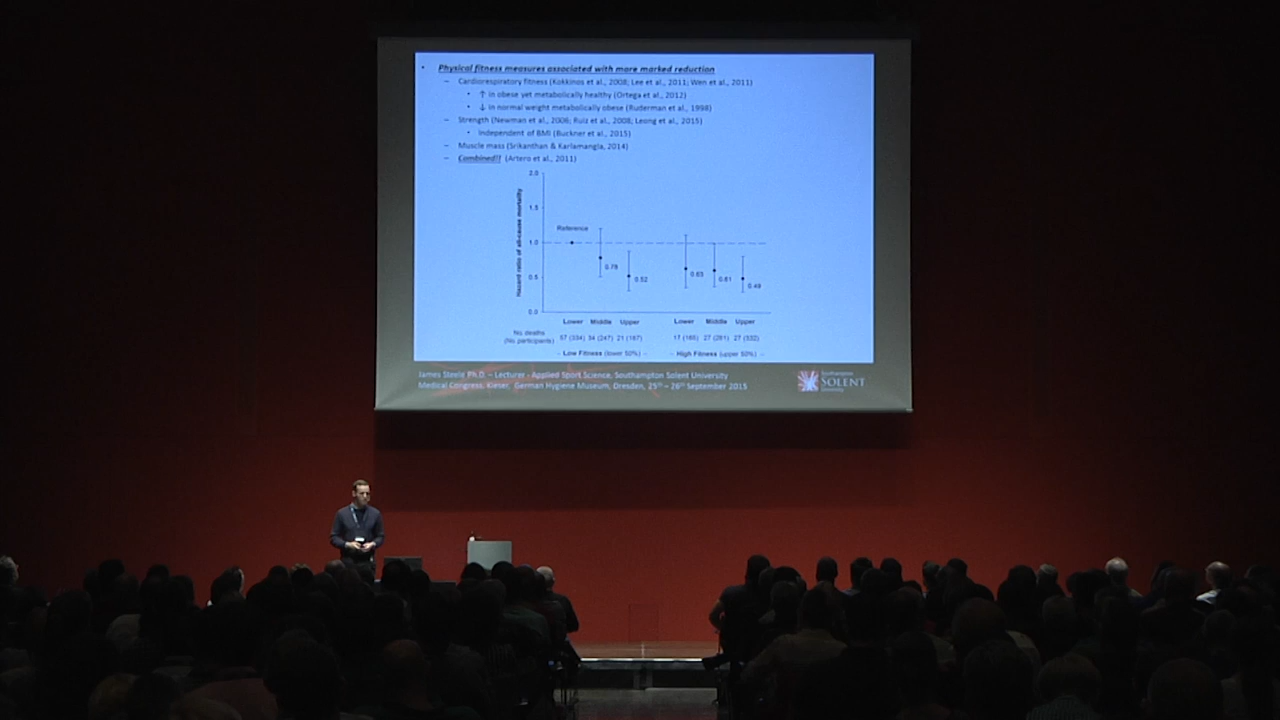 • Physical fitness measures associated with more marked reduction
– Cardiorespiratory fitness (Kokkinos et al., 2008; Lee et al., 2011; Wen et al., 2011)
• ↑ in obese yet metabolically healthy (Ortega et al., 2012)
• ↓ in normal weight metabolically obese (Ruderman et al., 1998)
– Strength (Newman et al., 2006; Ruiz et al., 2008; Leong et al., 2015)
• Independent of BMI (Buckner et al., 2015)
– Muscle mass (Srikanthan & Karlamangla, 2014)
– Combined!! (Artero et al., 2011)
Hazard ratio of all-cause mortality
2.0
1.5
1.0
0.5
0.0
Reference
0.78
0.52
0.63
0.61
0.49
Lower Middle Upper Lower Middle Upper
No. deaths
(No. participants) 57 (334) 34 (247) 21 (187) 17 (165) 27 (281) 27 (332)
Low Fitness (lower 50%) High Fitness (upper 50%)
James Steele Ph.D. – Lecturer - Applied Sport Science, Southampton Solent University
Medical Congress, Kieser, German Hygiene Museum, Dresden, 25th – 26th September 2015
Southampton
SOLENT
University